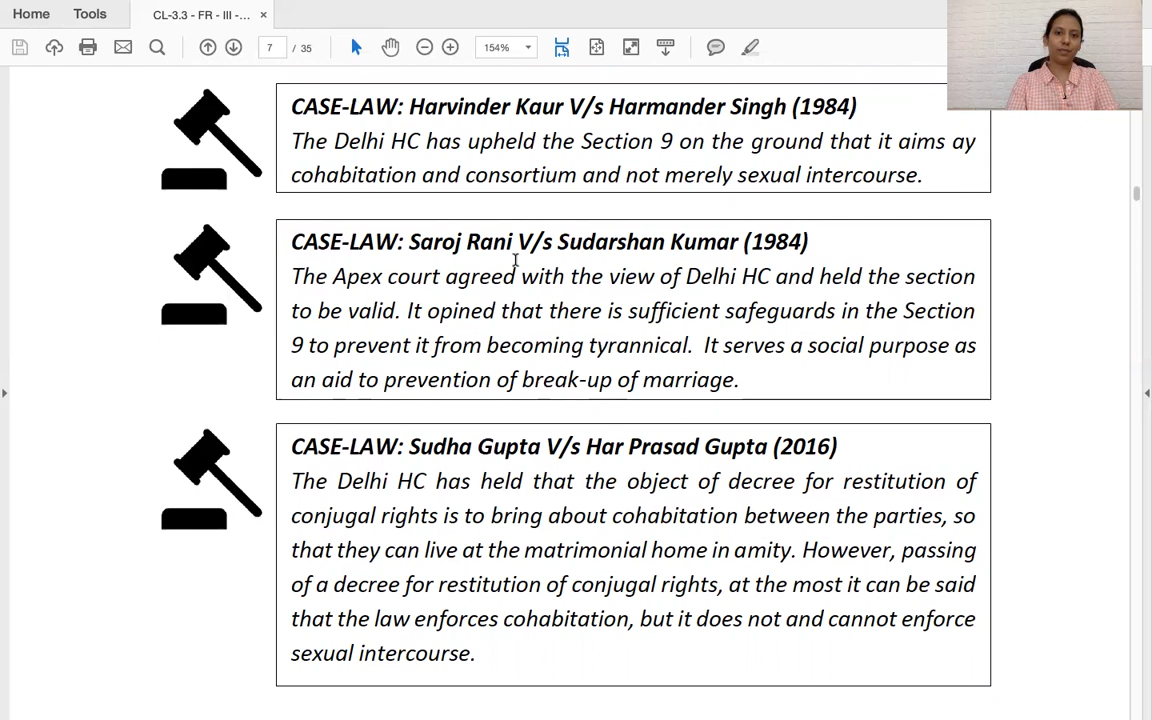 Home Tools CL-3.3 - FR - III -... ×
7 / 35 154%
CASE-LAW: Harvinder Kaur V/s Harmander Singh (1984)
The Delhi HC has upheld the Section 9 on the ground that it aims ay
cohabitation and consortium and not merely sexual intercourse.
CASE-LAW: Saroj Rani V/s Sudarshan Kumar (1984)
The Apex court agreed with the view of Delhi HC and held the section
to be valid. It opined that there is sufficient safeguards in the Section
9 to prevent it from becoming tyrannical. It serves a social purpose as
an aid to prevention of break-up of marriage.
CASE-LAW: Sudha Gupta V/s Har Prasad Gupta (2016)
The Delhi HC has held that the object of decree for restitution of
conjugal rights is to bring about cohabitation between the parties, so
that they can live at the matrimonial home in amity. However, passing
of a decree for restitution of conjugal rights, at the most it can be said
that the law enforces cohabitation, but it does not and cannot enforce
sexual intercourse.